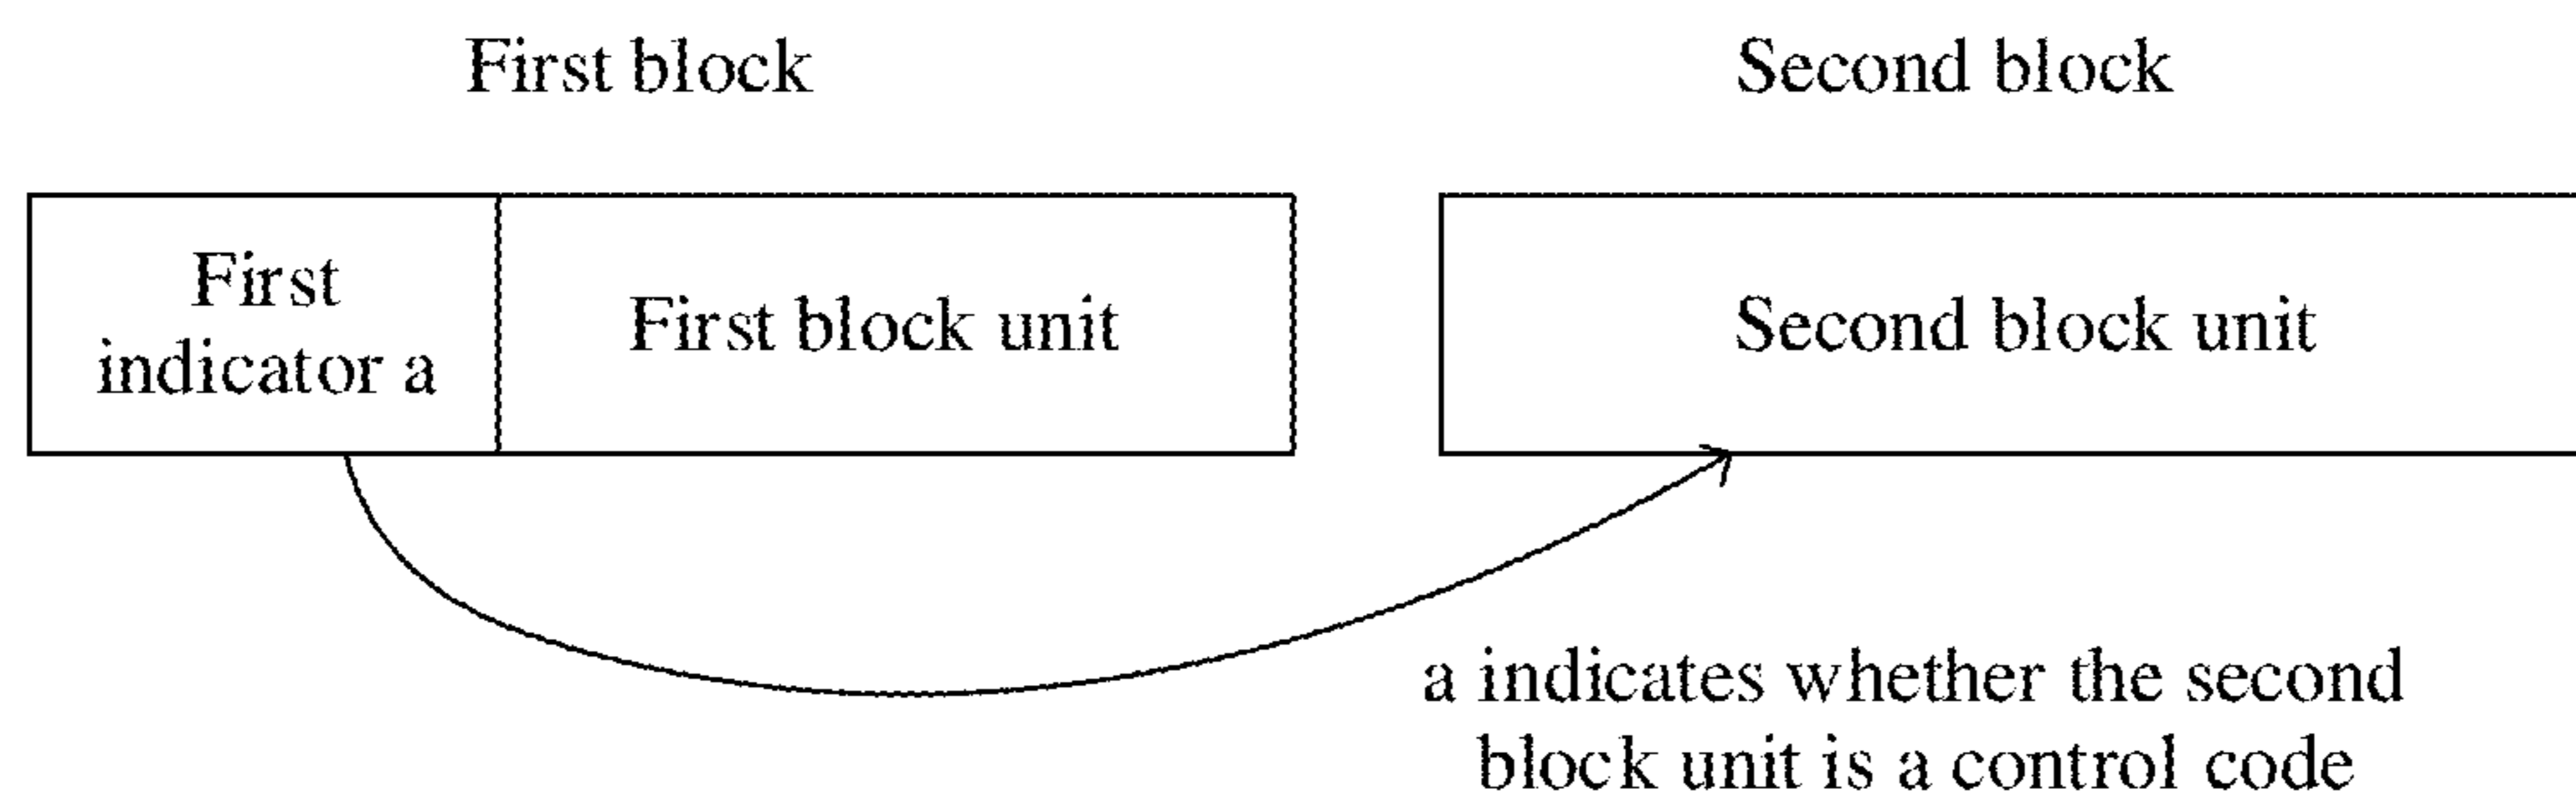 First block
Second block
First
indicator a
First block unit
Second block unit
a indicates whether the second
block unit is a control code